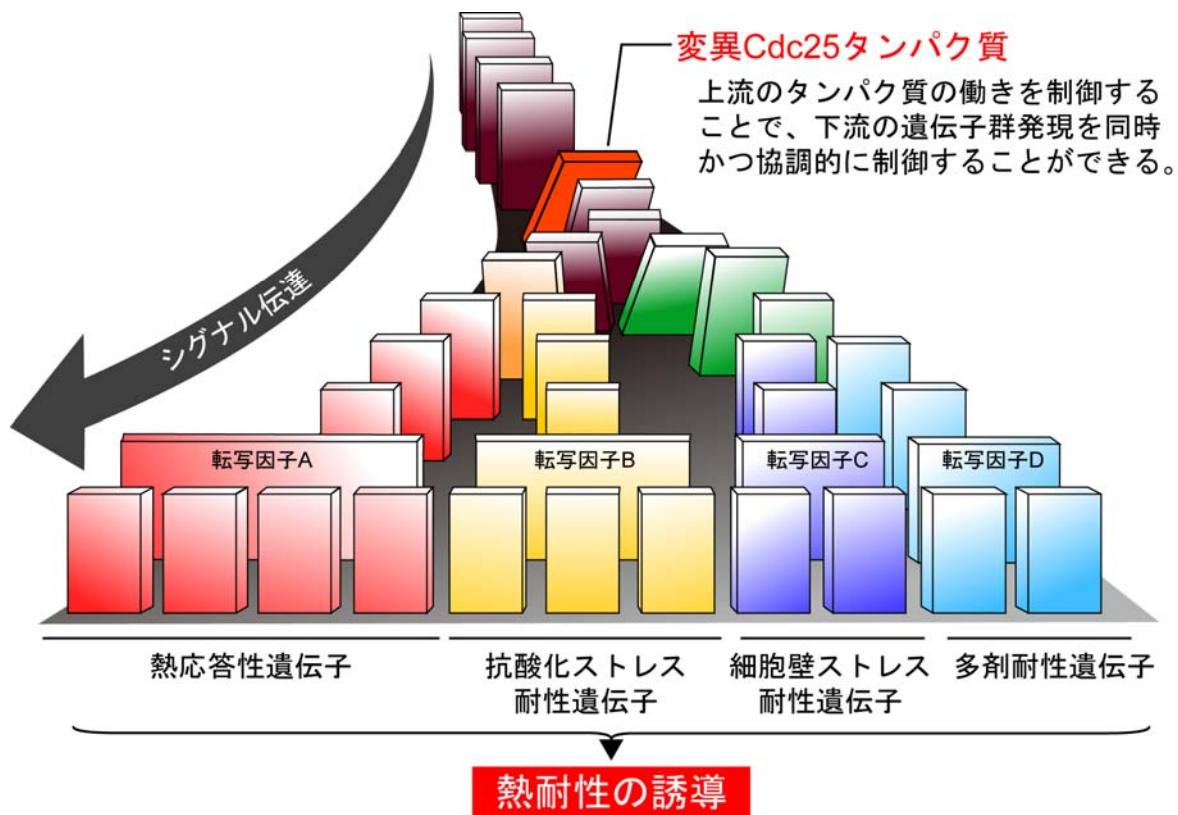 変異Cdc25タンパク質
上流のタンパク質の働きを制御する
ことで、下流の遺伝子群発現を同時
かつ協調的に制御することができる。
シグナル伝達
転写因子A
転写因子B
転写因子C
転写因子D
熱応答性遺伝子
抗酸化ストレス
耐性遺伝子
細胞壁ストレス
耐性遺伝子
多剤耐性遺伝子
熱耐性の誘導